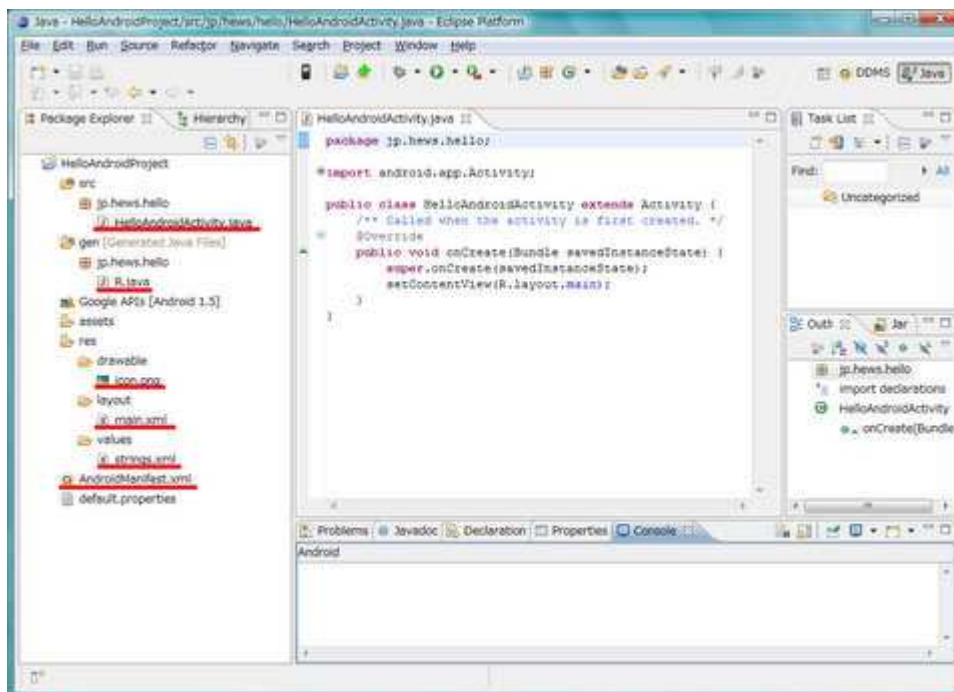 Java - HelloAndroidProject/src/jp/hews/hello/HelloAndroidActivity.java - Eclipse Platform
File Edit Run Source Refactor Navigate Search Project Window Help
DDMS Java
Package Explorer Hierarchy
HelloAndroidProject
src
jp.hews.hello
HelloAndroidActivity.java
gen [Generated Java Files]
jp.hews.hello
R.java
Google APIs [Android 1.5]
assets
res
drawable
icon.png
layout
main.xml
values
strings.xml
AndroidManifest.xml
default.properties
HelloAndroidActivity.java
package jp.hews.hello;
import android.app.Activity;
public class HelloAndroidActivity extends Activity {
/** Called when the activity is first created. */
@Override
public void onCreate(Bundle savedInstanceState) {
super.onCreate(savedInstanceState);
setContentView(R.layout.main);
}
}
Task List
Find: All
Uncategorized
Outli Jar
jp.hews.hello
import declarations
HelloAndroidActivity
onCreate(Bundle
Problems Javadoc Declaration Properties Console
Android